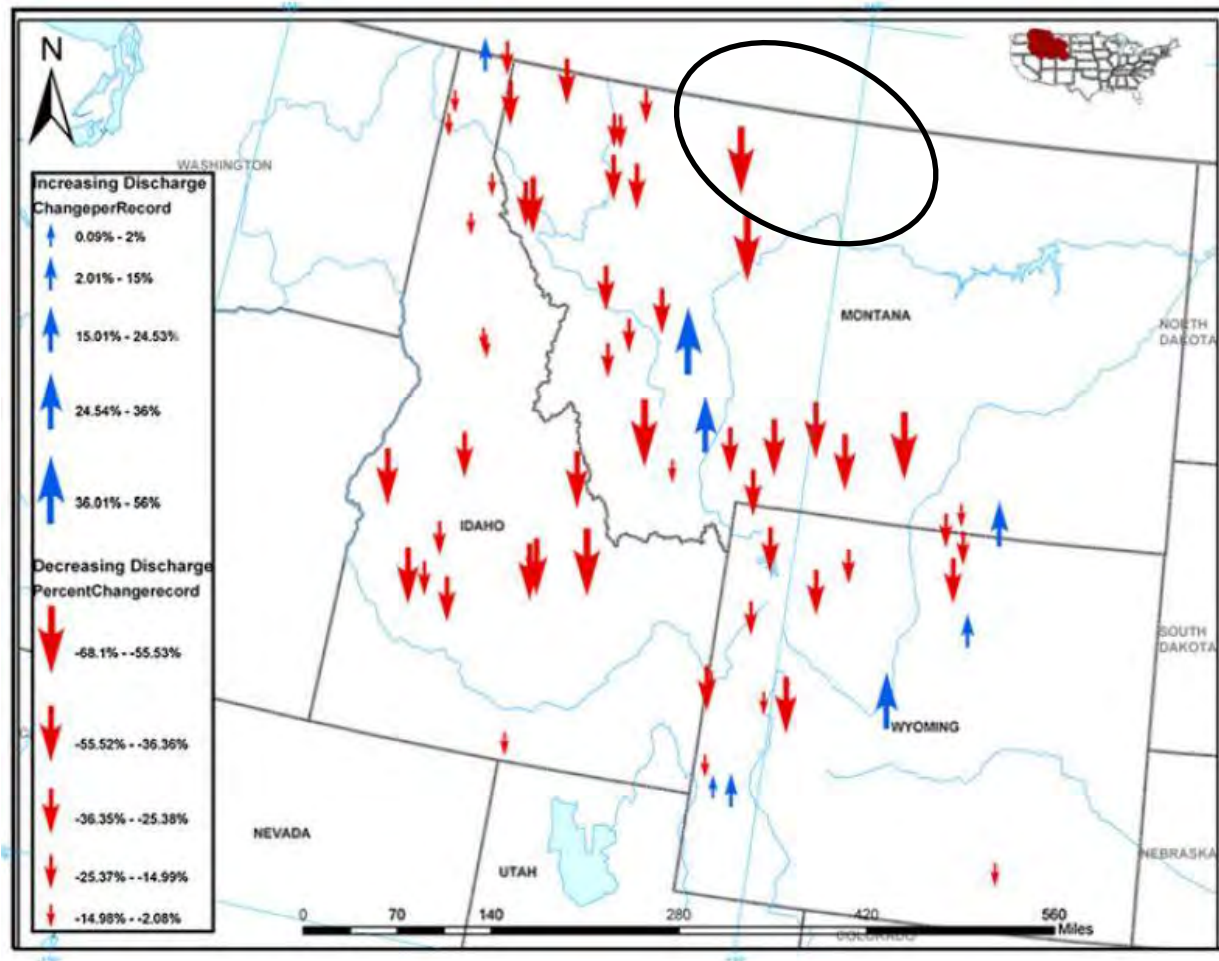 N
WASHINGTON
Increasing Discharge
ChangeperRecord
0.09% - 2%
2.01% - 15%
15.01% - 24.53%
24.54% - 36%
36.01% - 56%
Decreasing Discharge
PercentChangerecord
-68.1% - -55.53%
-55.52% - -36.36%
-36.35% - -25.38%
-25.37% - -14.99%
-14.98% - -2.08%
MONTANA
NORTH
DAKOTA
IDAHO
SOUTH
DAKOTA
WYOMING
NEVADA
UTAH
NEBRASKA
0 70 140 280 420 560
Miles
COLORADO